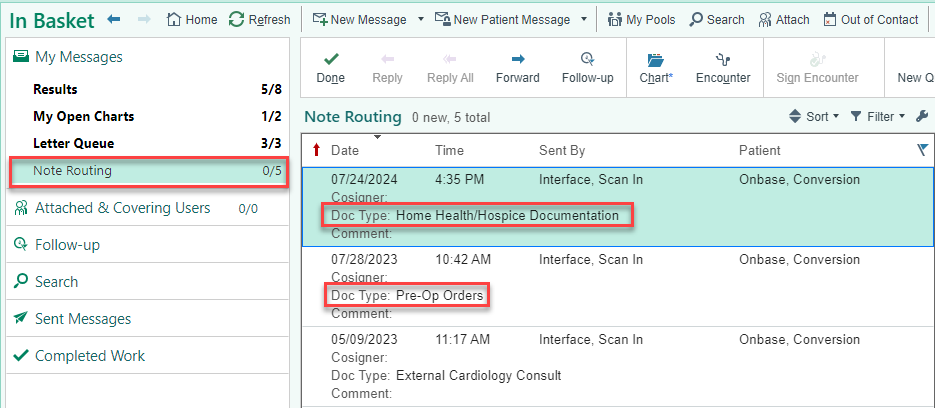 In Basket Home Refresh New Message New Patient Message My Pools Search Attach Out of Contact
My Messages
Results 5/8
My Open Charts 1/2
Letter Queue 3/3
Note Routing 0/5
Attached & Covering Users 0/0
Follow-up
Search
Sent Messages
Completed Work
Done Reply Reply All Forward Follow-up Chart* Encounter Sign Encounter New Q
Note Routing 0 new, 5 total Sort Filter
Date Time Sent By Patient
07/24/2024 4:35 PM Interface, Scan In Onbase, Conversion
Cosigner:
Doc Type: Home Health/Hospice Documentation
Comment:
07/28/2023 10:42 AM Interface, Scan In Onbase, Conversion
Cosigner:
Doc Type: Pre-Op Orders
Comment:
05/09/2023 11:17 AM Interface, Scan In Onbase, Conversion
Cosigner:
Doc Type: External Cardiology Consult
Comment: